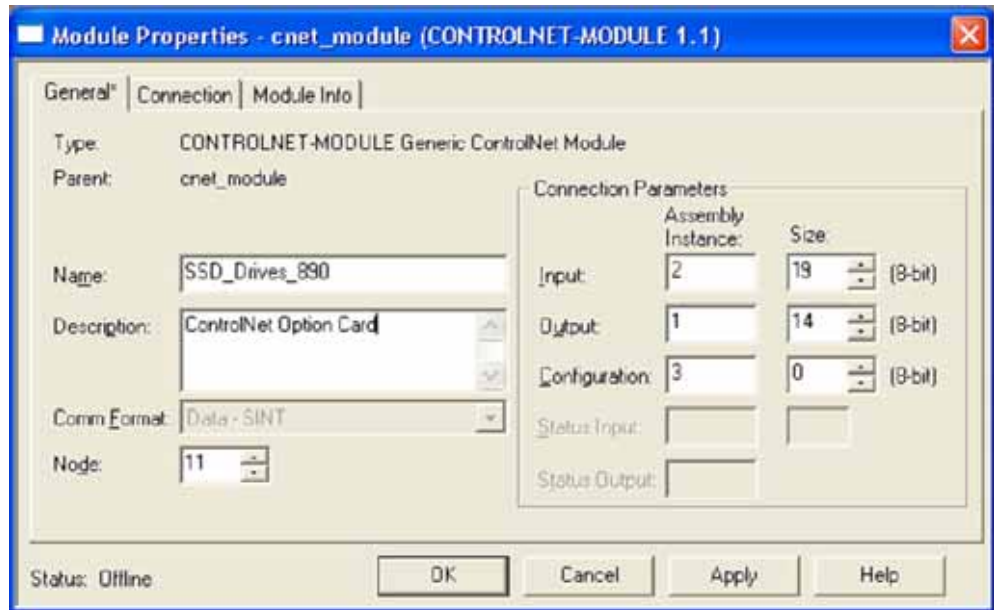 Module Properties - cnet_module (CONTROLNET-MODULE 1.1)
General* Connection Module Info
Type: CONTROLNET-MODULE Generic ControlNet Module
Parent: cnet_module
Connection Parameters
Assembly Instance: Size:
Name: SSD_Drives_890
Input: 2 19 (8-bit)
Description: ControlNet Option Card
Output: 1 14 (8-bit)
Configuration: 3 0 (8-bit)
Comm Format: Data - SINT
Status Input:
Node: 11
Status Output:
Status: Offline
OK Cancel Apply Help